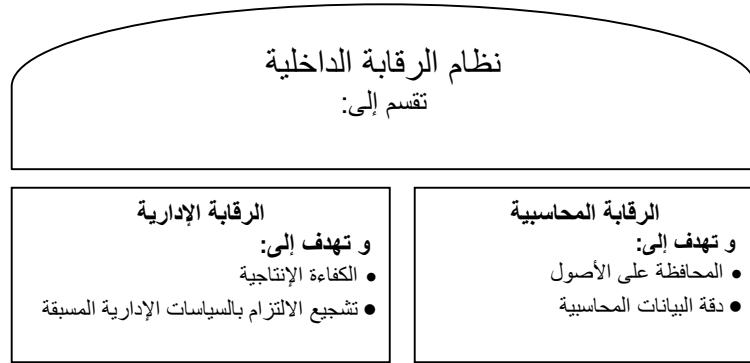 نظام الرقابة الداخلية
تقسم إلى:
الرقابة المحاسبية
و تهدف إلى:
• المحافظة على الأصول
• دقة البيانات المحاسبية
الرقابة الإدارية
و تهدف إلى:
• الكفاءة الإنتاجية
• تشجيع الالتزام بالسياسات الإدارية المسبقة